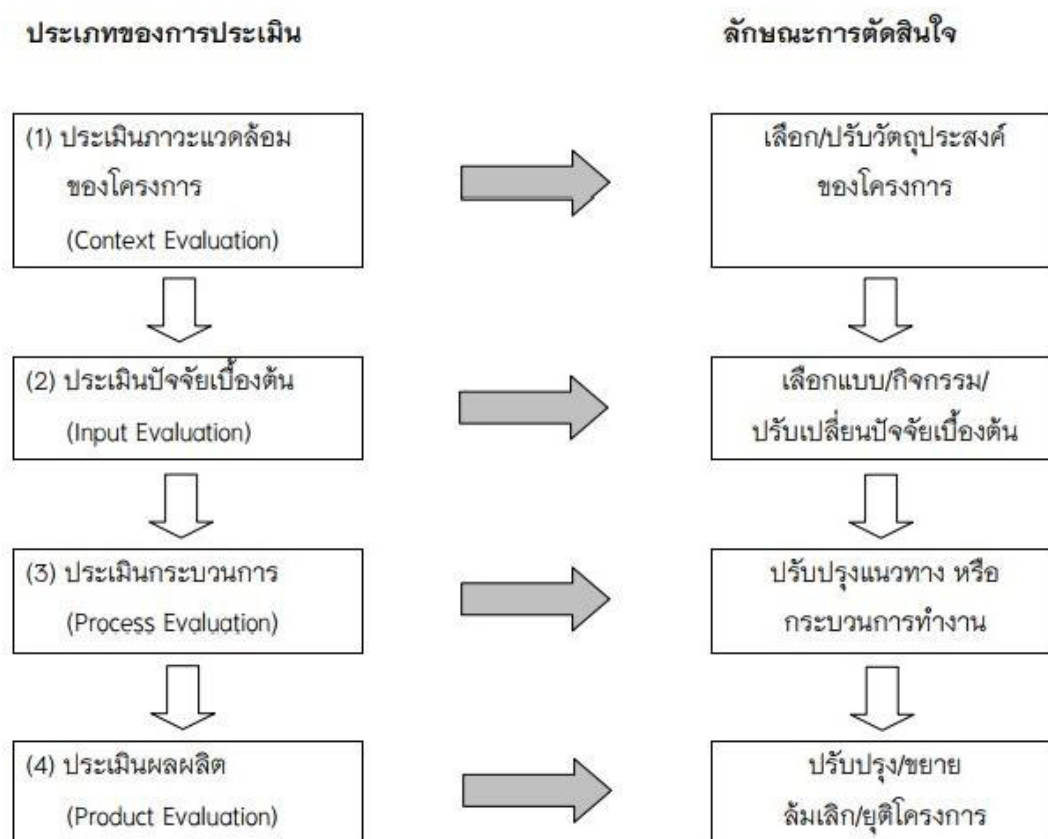 ประเภทของการประเมิน
ลักษณะการตัดสินใจ
(1) ประเมินภาวะแวดล้อม
ของโครงการ
(Context Evaluation)
เลือก/ปรับวัตถุประสงค์
ของโครงการ
(2) ประเมินปัจจัยเบื้องต้น
(Input Evaluation)
เลือกแบบ/กิจกรรม/
ปรับเปลี่ยนปัจจัยเบื้องต้น
(3) ประเมินกระบวนการ
(Process Evaluation)
ปรับปรุงแนวทาง หรือ
กระบวนการทำงาน
(4) ประเมินผลผลิต
(Product Evaluation)
ปรับปรุง/ขยาย
ล้มเลิก/ยุติโครงการ